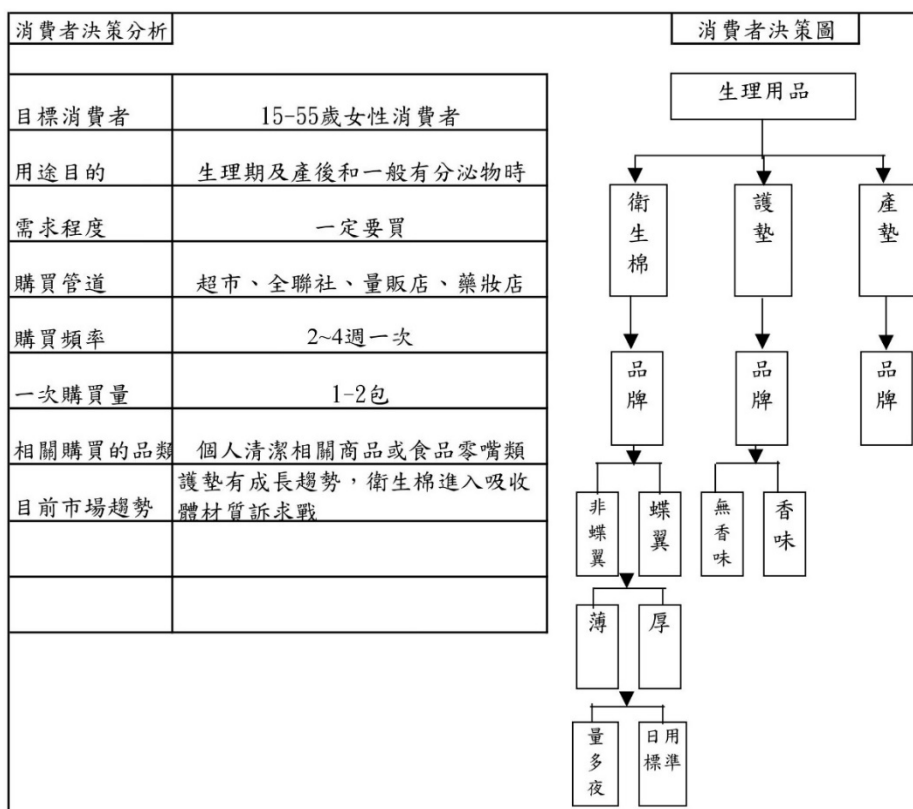 消費者決策分析
消費者決策圖
目標消費者
15-55歲女性消費者
用途目的
生理期及產後和一般有分泌物時
需求程度
一定要買
購買管道
超市、全聯社、量販店、藥妝店
購買頻率
2~4週一次
一次購買量
1-2包
相關購買的品類
個人清潔相關商品或食品零嘴類
目前市場趨勢
護墊有成長趨勢，衛生棉進入吸收
體材質訴求戰
生理用品
衛生棉
護墊
產墊
品牌
品牌
品牌
非蝶翼
蝶翼
無香味
香味
薄
厚
量多夜
日用
標準